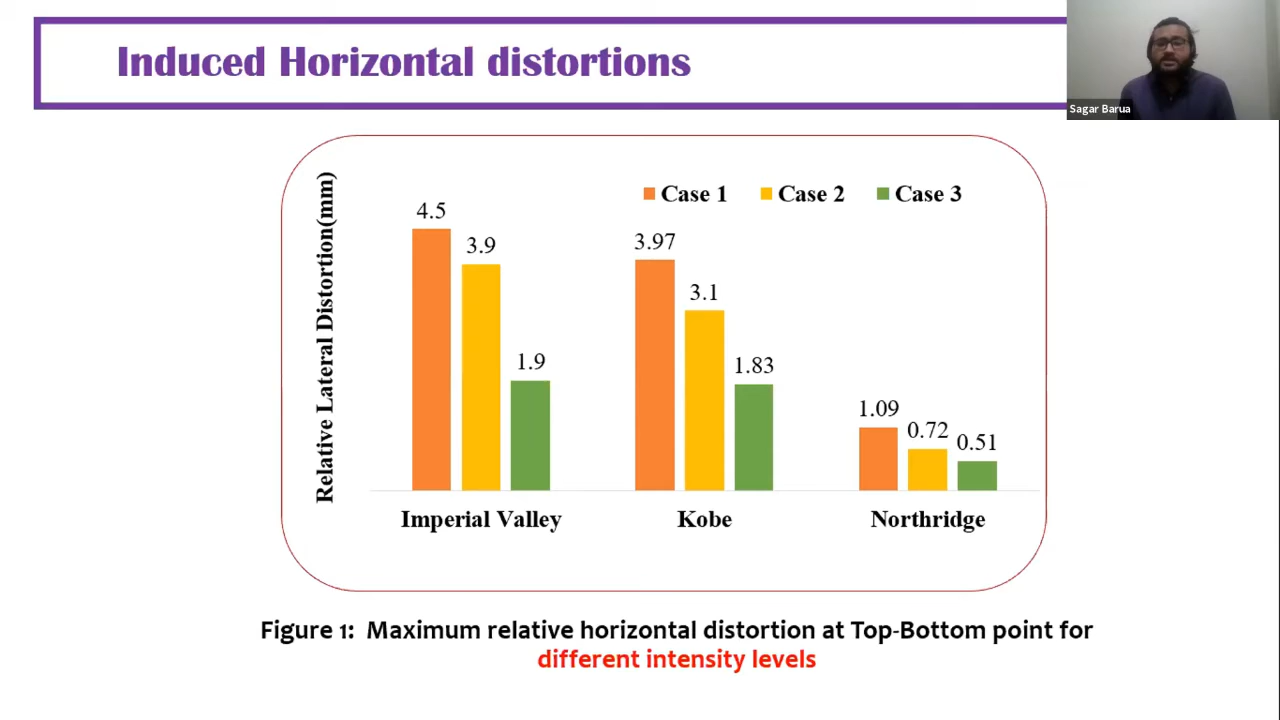 Induced Horizontal distortions
Sagar Barua
Relative Lateral Distortion(mm)
Case 1 Case 2 Case 3
4.5 3.9 1.9
3.97 3.1 1.83
1.09 0.72 0.51
Imperial Valley Kobe Northridge
Figure 1: Maximum relative horizontal distortion at Top-Bottom point for
different intensity levels